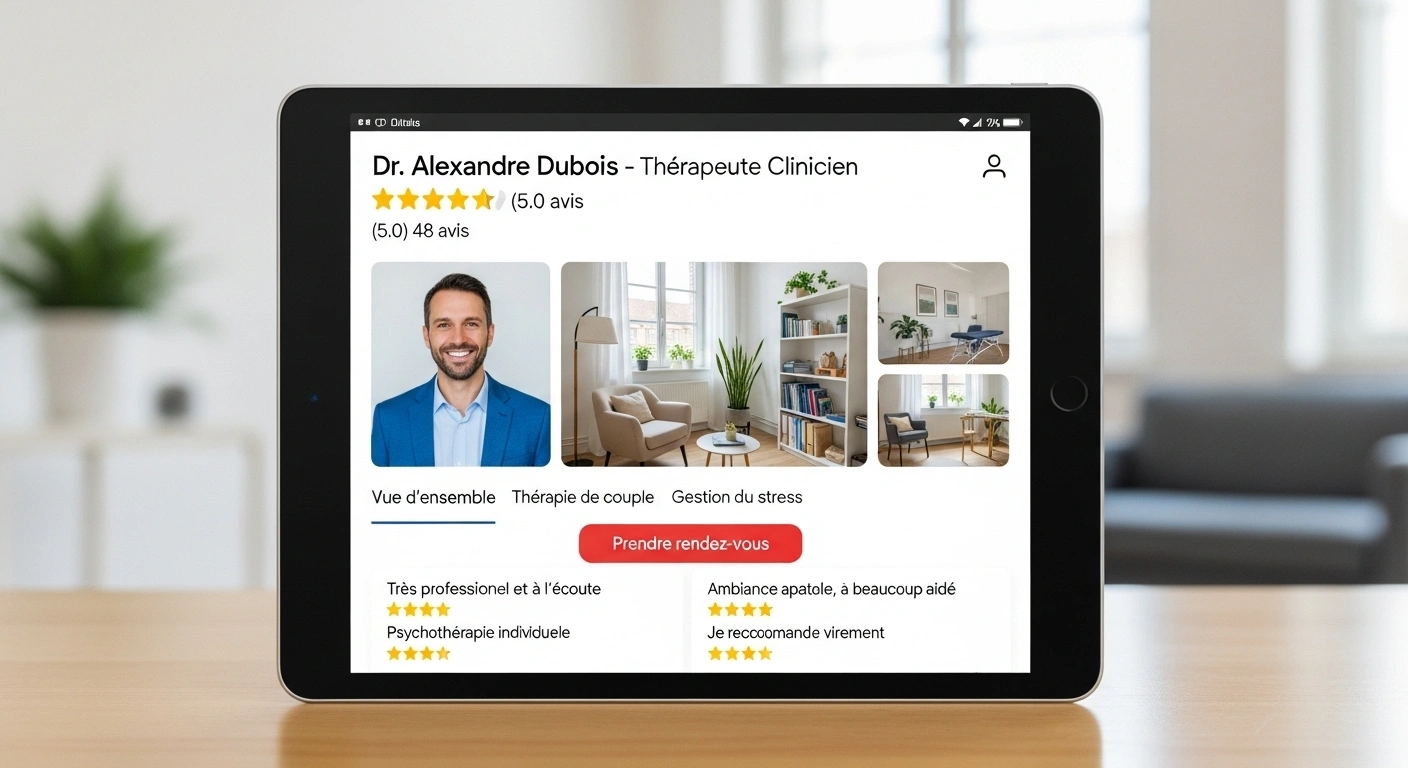 Dr. Alexandre Dubois - Thérapeute Clinicien
(5.0 avis
(5.0) 48 avis
Vue d'ensemble Thérapie de couple Gestion du stress
Prendre rendez-vous
Très professionel et à l'écoute
Psychothérapie individuele
Ambiance apatole, à beaucoup aidé
Je reccoomande virement